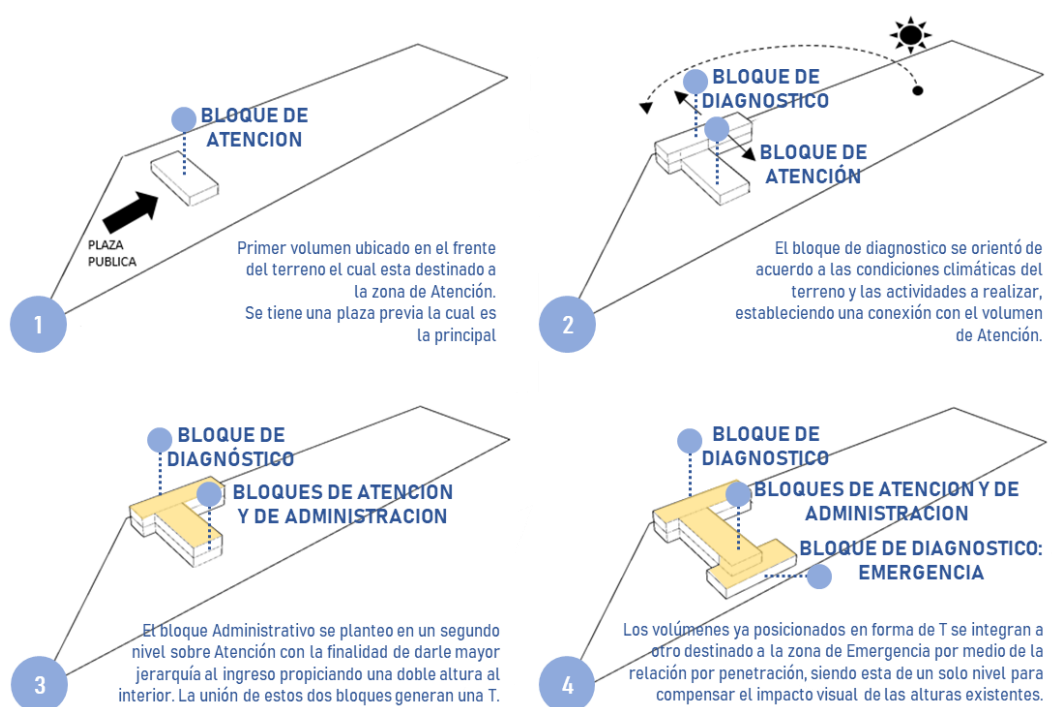 BLOQUE DE
ATENCION
PLAZA
PUBLICA
Primer volumen ubicado en el frente
del terreno el cual esta destinado a
la zona de Atención.
Se tiene una plaza previa la cual es
la principal
1
BLOQUE DE
DIAGNOSTICO
BLOQUE DE
ATENCIÓN
El bloque de diagnostico se orientó de
acuerdo a las condiciones climáticas del
terreno y las actividades a realizar,
estableciendo una conexión con el volumen
de Atención.
2
BLOQUE DE
DIAGNÓSTICO
BLOQUES DE ATENCION
Y DE ADMINISTRACION
El bloque Administrativo se planteo en un segundo
nivel sobre Atención con la finalidad de darle mayor
jerarquía al ingreso propiciando una doble altura al
interior. La unión de estos dos bloques generan una T.
3
BLOQUE DE
DIAGNOSTICO
BLOQUES DE ATENCION Y DE
ADMINISTRACION
BLOQUE DE DIAGNOSTICO:
EMERGENCIA
Los volúmenes ya posicionados en forma de T se integran a
otro destinado a la zona de Emergencia por medio de la
relación por penetración, siendo esta de un solo nivel para
compensar el impacto visual de las alturas existentes.
4